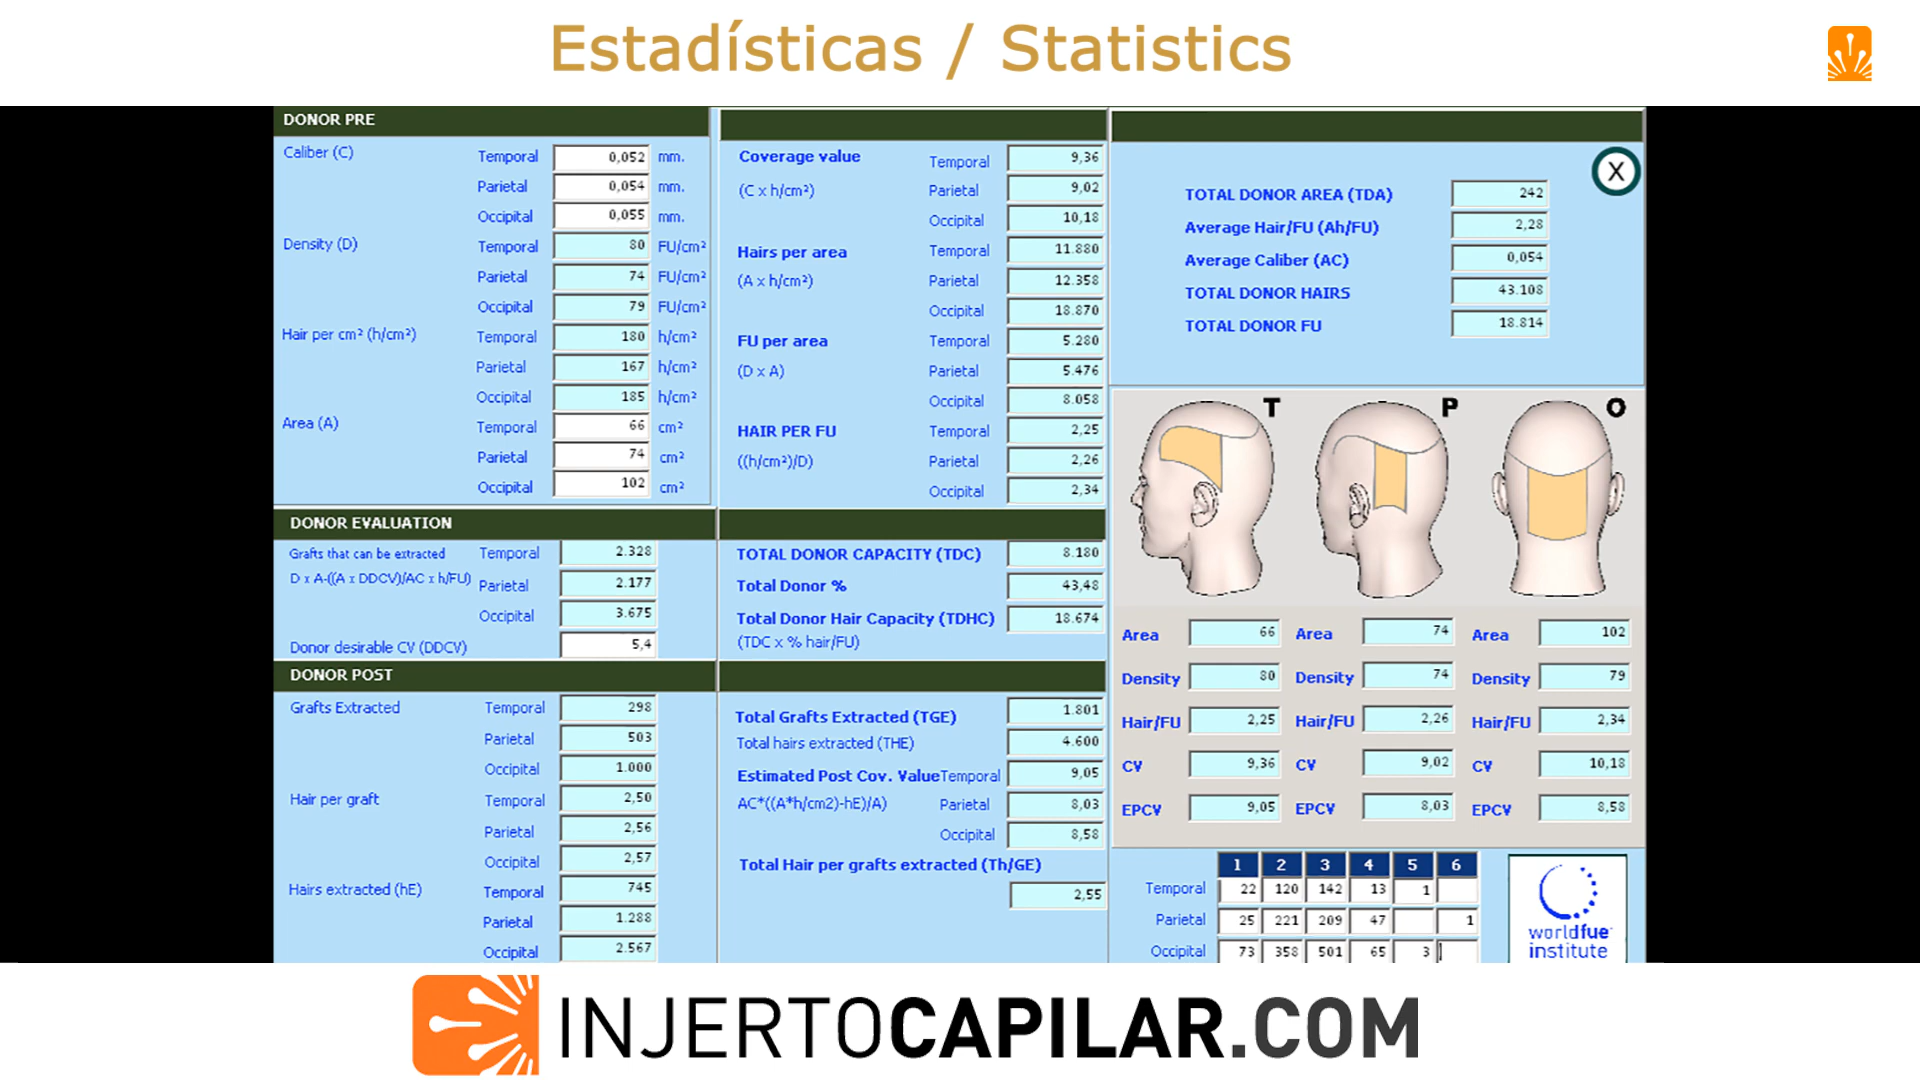 Estadísticas / Statistics
DONOR PRE
Caliber (C)
Temporal 0,052 mm.
Parietal 0,054 mm.
Occipital 0,055 mm.
Density (D)
Temporal 80 FU/cm²
Parietal 74 FU/cm²
Occipital 79 FU/cm²
Hair per cm² (h/cm²)
Temporal 180 h/cm²
Parietal 167 h/cm²
Occipital 185 h/cm²
Area (A)
Temporal 66 cm²
Parietal 74 cm²
Occipital 102 cm²
Coverage value Temporal 9,36
(C x h/cm²) Parietal 9,02
Occipital 10,18
Hairs per area Temporal 11.880
(A x h/cm²) Parietal 12.358
Occipital 18.870
FU per area Temporal 5.280
(D x A) Parietal 5.476
Occipital 8.058
HAIR PER FU Temporal 2,25
((h/cm²)/D) Parietal 2,26
Occipital 2,34
X
TOTAL DONOR AREA (TDA) 242
Average Hair/FU (Ah/FU) 2,28
Average Caliber (AC) 0,054
TOTAL DONOR HAIRS 43.108
TOTAL DONOR FU 18.814
T P O
DONOR EVALUATION
Grafts that can be extracted Temporal 2.328
D x A-((A x DDCV)/AC x h/FU) Parietal 2.177
Occipital 3.675
Donor desirable CV (DDCV) 5,4
TOTAL DONOR CAPACITY (TDC) 8.180
Total Donor % 43,48
Total Donor Hair Capacity (TDHC) 18.674
(TDC x % hair/FU)
Area 66 Area 74 Area 102
Density 80 Density 74 Density 79
Hair/FU 2,25 Hair/FU 2,26 Hair/FU 2,34
CV 9,36 CV 9,02 CV 10,18
EPCV 9,05 EPCV 8,03 EPCV 8,58
DONOR POST
Grafts Extracted Temporal 298
Parietal 503
Occipital 1.000
Hair per graft Temporal 2,50
Parietal 2,56
Occipital 2,57
Hairs extracted (hE) Temporal 745
Parietal 1.288
Occipital 2.567
Total Grafts Extracted (TGE) 1.801
Total hairs extracted (THE) 4.600
Estimated Post Cov. Value Temporal 9,05
AC*((A*h/cm2)-hE)/A) Parietal 8,03
Occipital 8,58
Total Hair per grafts extracted (Th/GE)
2,55
1 2 3 4 5 6
Temporal 22 120 142 13 1
Parietal 25 221 209 47 1
Occipital 73 358 501 65 3
worldfue
institute
INJERTOCAPILAR.COM